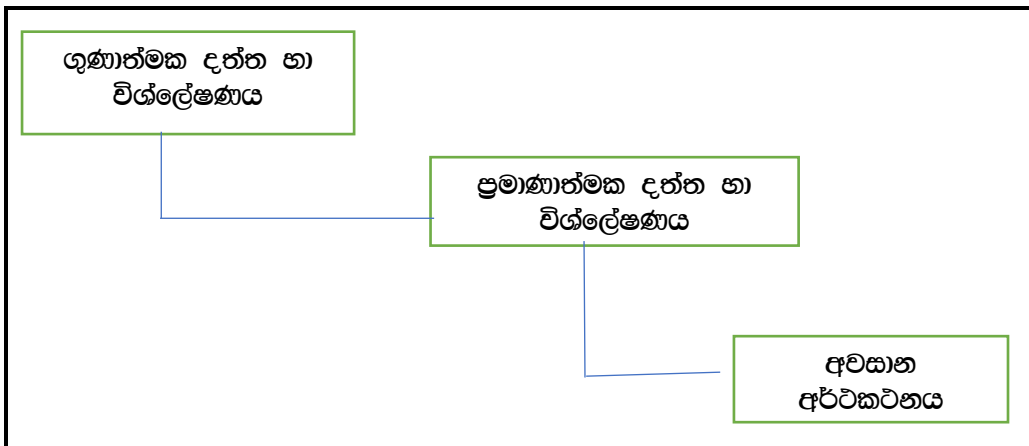 ගුණාත්මක දත්ත හා
විශ්ලේෂණය
ප්‍රමාණාත්මක දත්ත හා
විශ්ලේෂණය
අවසාන
අර්ථකථනය